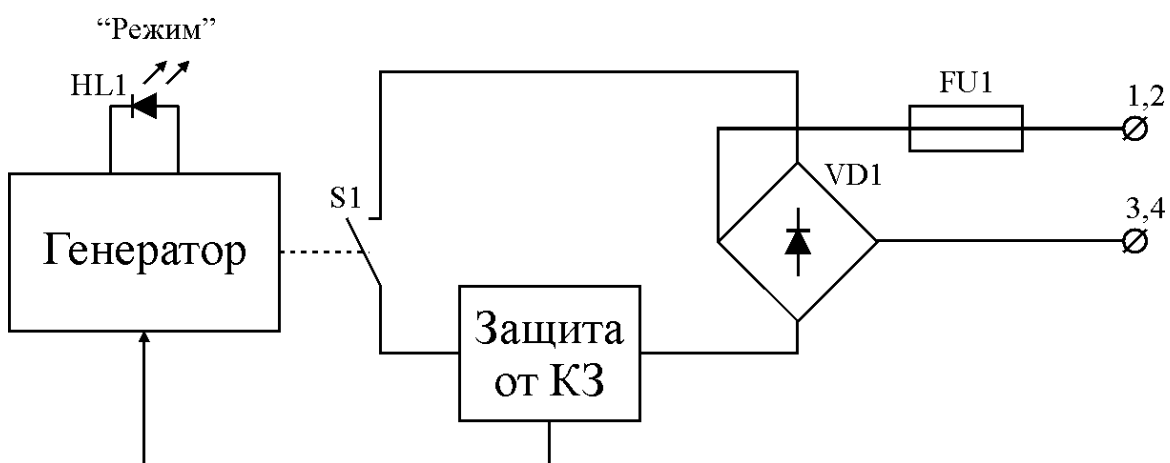 “Режим”
HL1
FU1
1,2
VD1
S1
3,4
Генератор
Защита
от КЗ